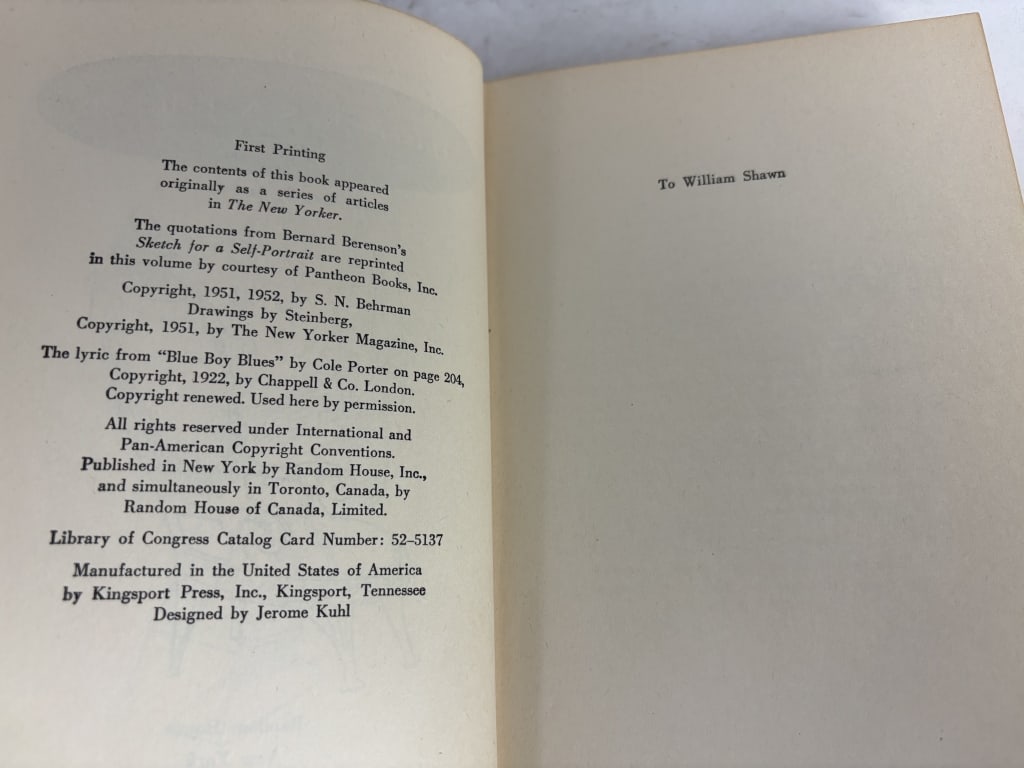 First Printing
The contents of this book appeared
originally as a series of articles
in The New Yorker.
The quotations from Bernard Berenson's
Sketch for a Self-Portrait are reprinted
in this volume by courtesy of Pantheon Books, Inc.
Copyright, 1951, 1952, by S. N. Behrman
Drawings by Steinberg,
Copyright, 1951, by The New Yorker Magazine, Inc.
The lyric from “Blue Boy Blues” by Cole Porter on page 204,
Copyright, 1922, by Chappell & Co. London.
Copyright renewed. Used here by permission.
All rights reserved under International and
Pan-American Copyright Conventions.
Published in New York by Random House, Inc.,
and simultaneously in Toronto, Canada, by
Random House of Canada, Limited.
Library of Congress Catalog Card Number: 52–5137
Manufactured in the United States of America
by Kingsport Press, Inc., Kingsport, Tennessee
Designed by Jerome Kuhl
To William Shawn